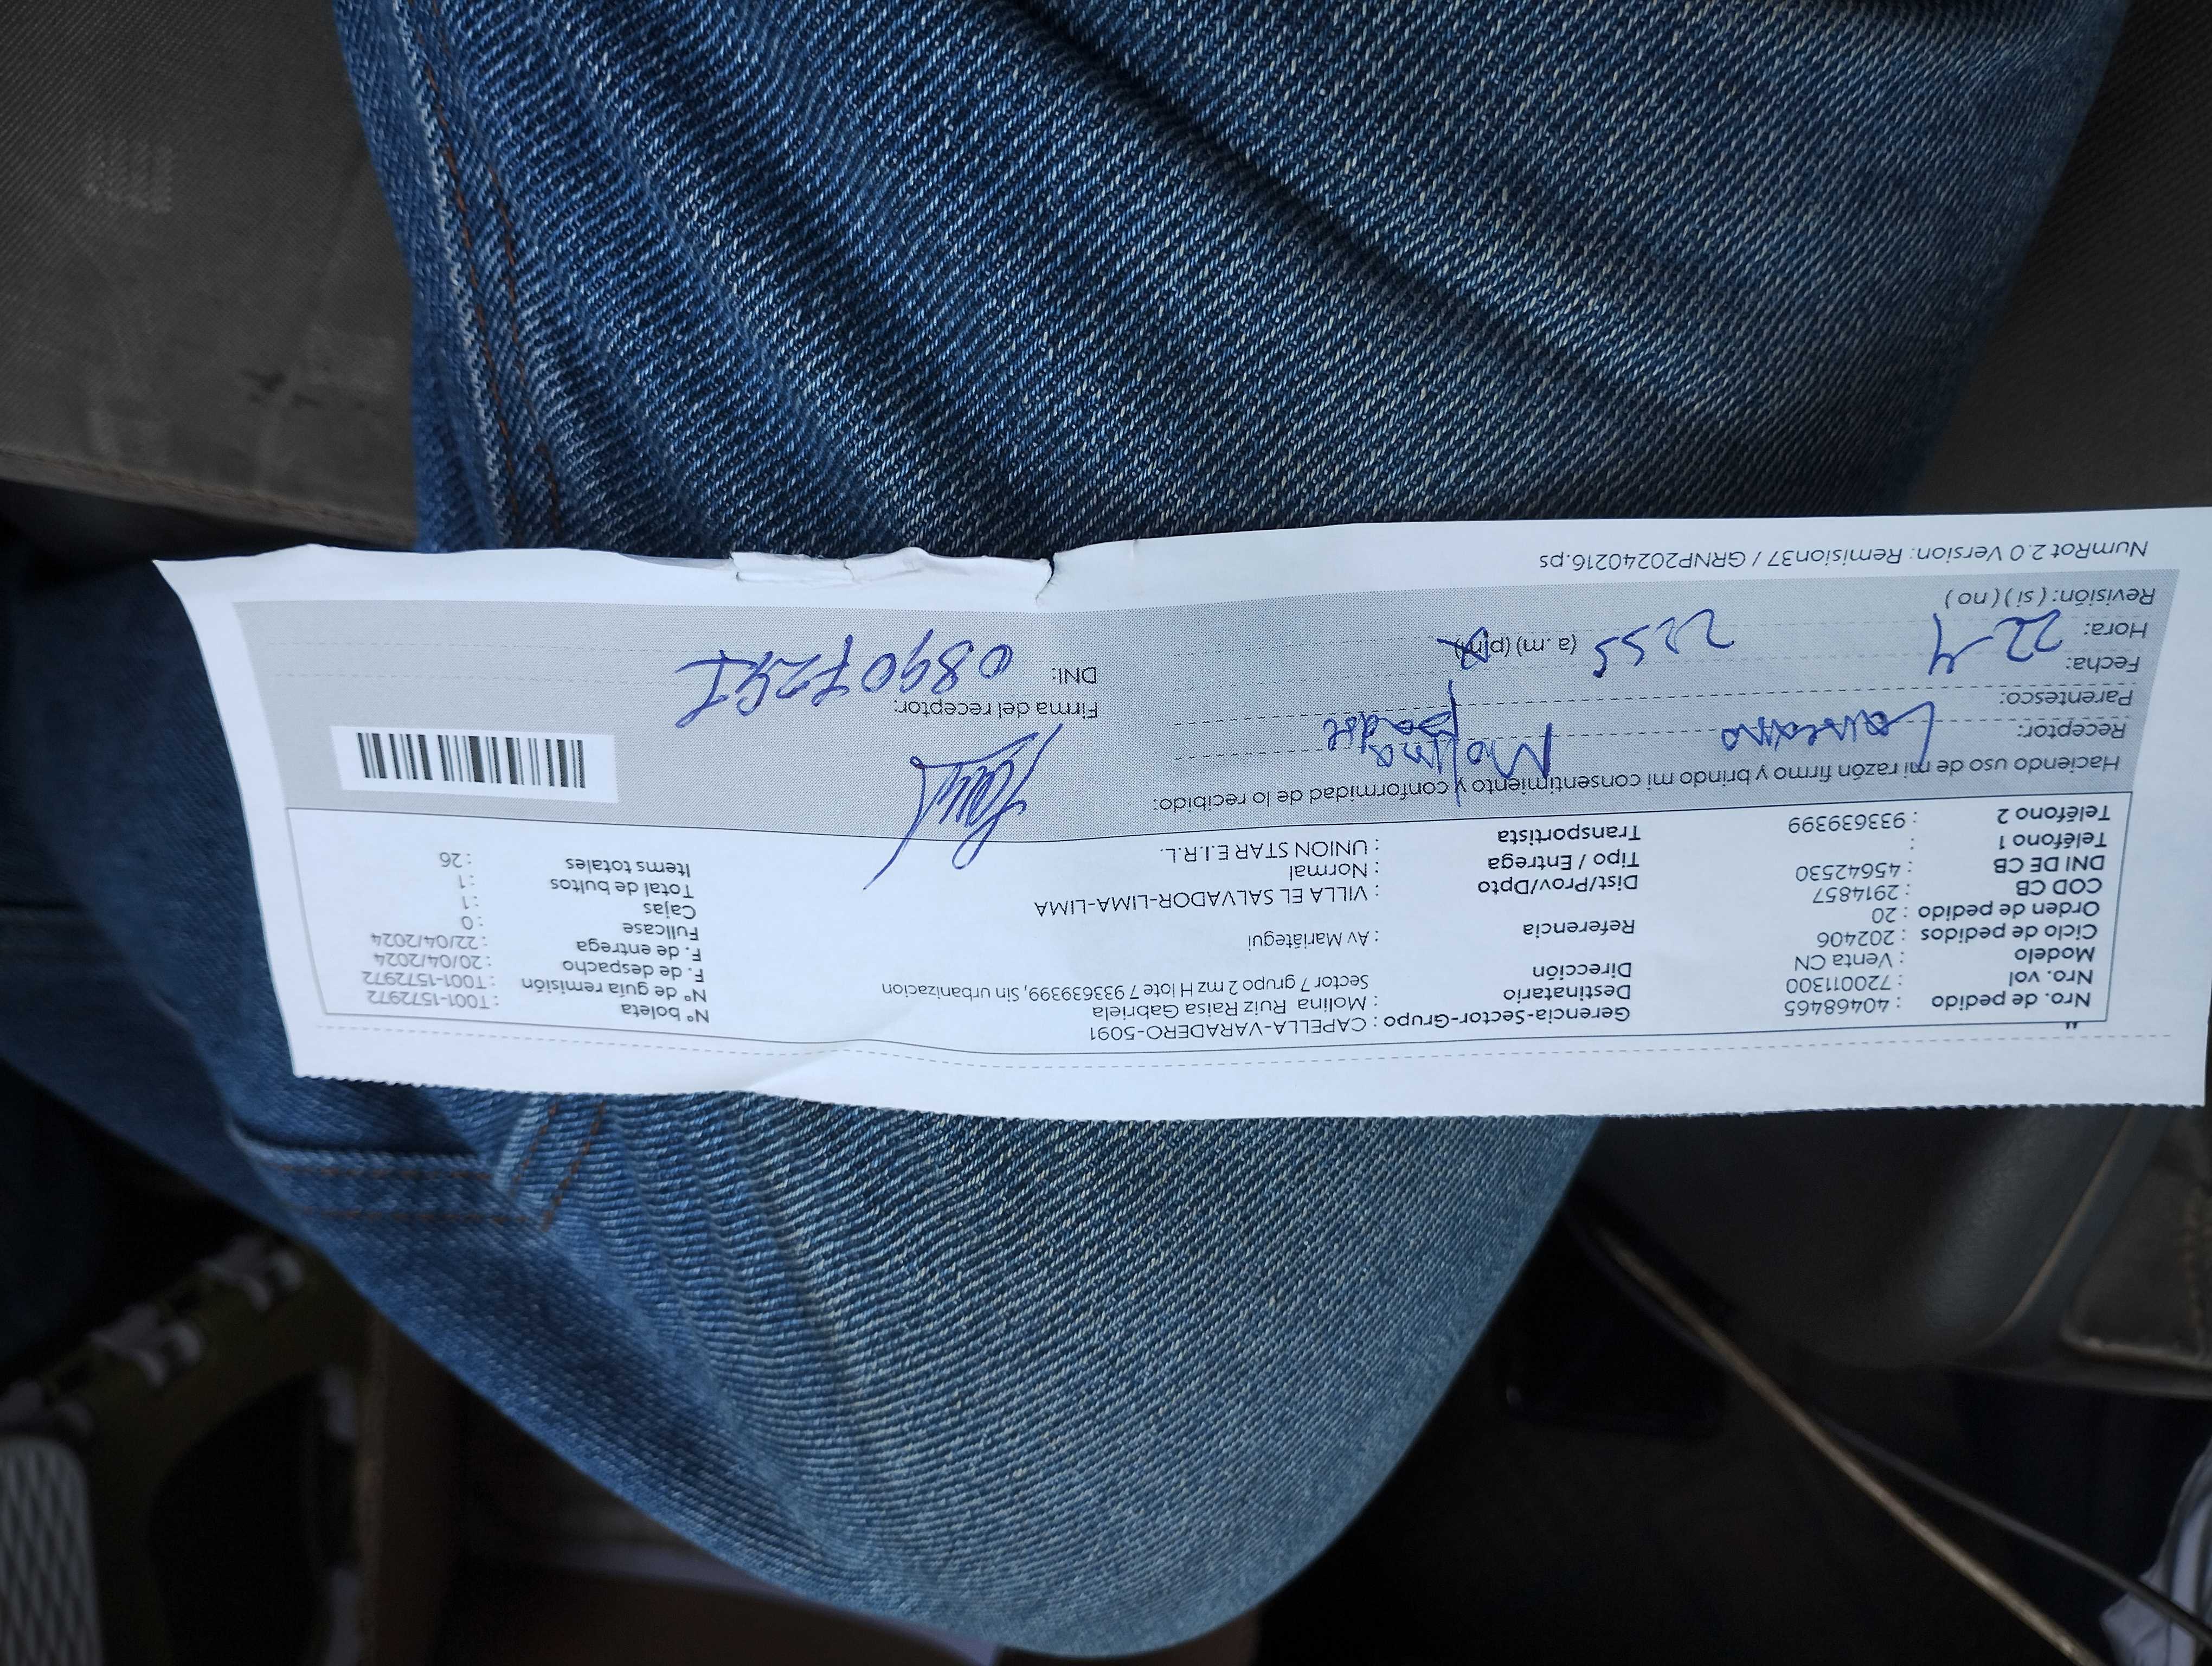 Nro. de pedido : 40468465
Nro. vol : 720011300
Modelo : Venta CN
Ciclo de pedidos : 202406
Orden de pedido : 20
COD CB : 2914857
DNI DE CB : 45642530
Teléfono 1 :
Teléfono 2 : 933639399
Gerencia-Sector-Grupo : CAPELLA-VARADERO-5091
Destinatario : Molina Ruiz Raisa Gabriela
Dirección Sector 7 grupo 2 mz H lote 7 933639399, Sin urbanizacion
Referencia : Av Mariátegui
Dist/Prov/Dpto : VILLA EL SALVADOR-LIMA-LIMA
Tipo / Entrega : Normal
Transportista : UNION STAR E.I.R.L.
N° boleta : T001-1572972
N° de guía remisión : T001-1572972
F. de despacho : 20/04/2024
F. de entrega : 22/04/2024
Fullcase : 0
Cajas : 1
Total de bultos : 1
Items totales : 26
Haciendo uso de mi razón firmo y brindo mi consentimiento y conformidad de lo recibido:
Receptor: Laureano Molina
Parentesco: padre
Fecha: 22 4
Hora: (a.m) (p.m)
Revisión: ( si ) ( no )
Firma del receptor:
DNI:
NumRot 2.0 Version: Remision37 / GRNP20240216.ps